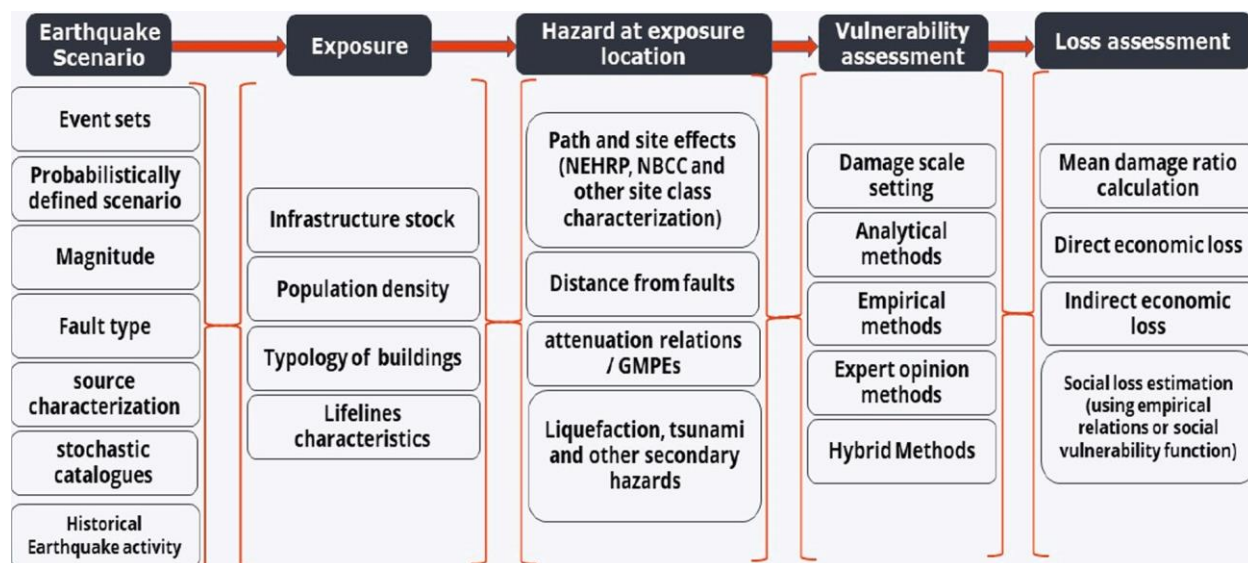 Earthquake
Scenario
Exposure
Hazard at exposure
location
Vulnerability
assessment
Loss assessment
Event sets
Probabilistically
defined scenario
Magnitude
Fault type
source
characterization
stochastic
catalogues
Historical
Earthquake activity
Infrastructure stock
Population density
Typology of buildings
Lifelines
characteristics
Path and site effects
(NEHRP, NBCC and
other site class
characterization)
Distance from faults
attenuation relations
/ GMPEs
Liquefaction, tsunami
and other secondary
hazards
Damage scale
setting
Analytical
methods
Empirical
methods
Expert opinion
methods
Hybrid Methods
Mean damage ratio
calculation
Direct economic loss
Indirect economic
loss
Social loss estimation
(using empirical
relations or social
vulnerability function)